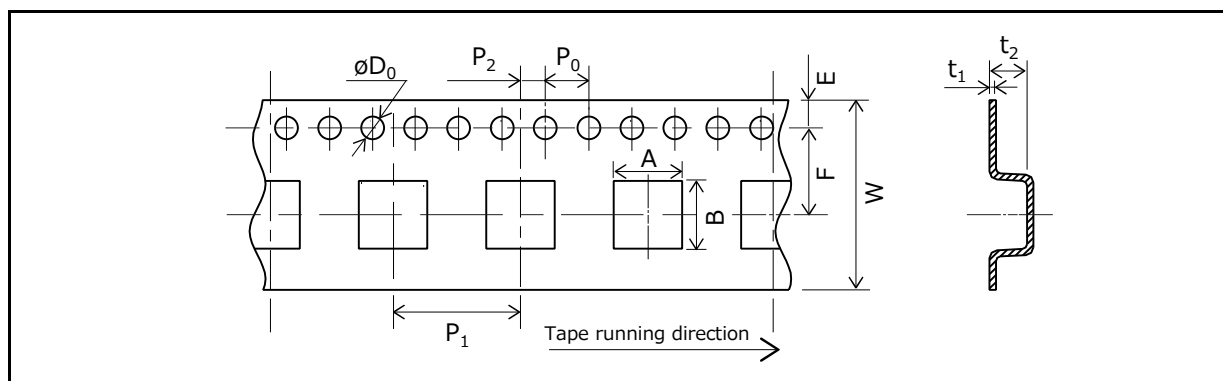 øD₀
P₂
P₀
E
t₁
t₂
A
F
B
W
P₁
Tape running direction